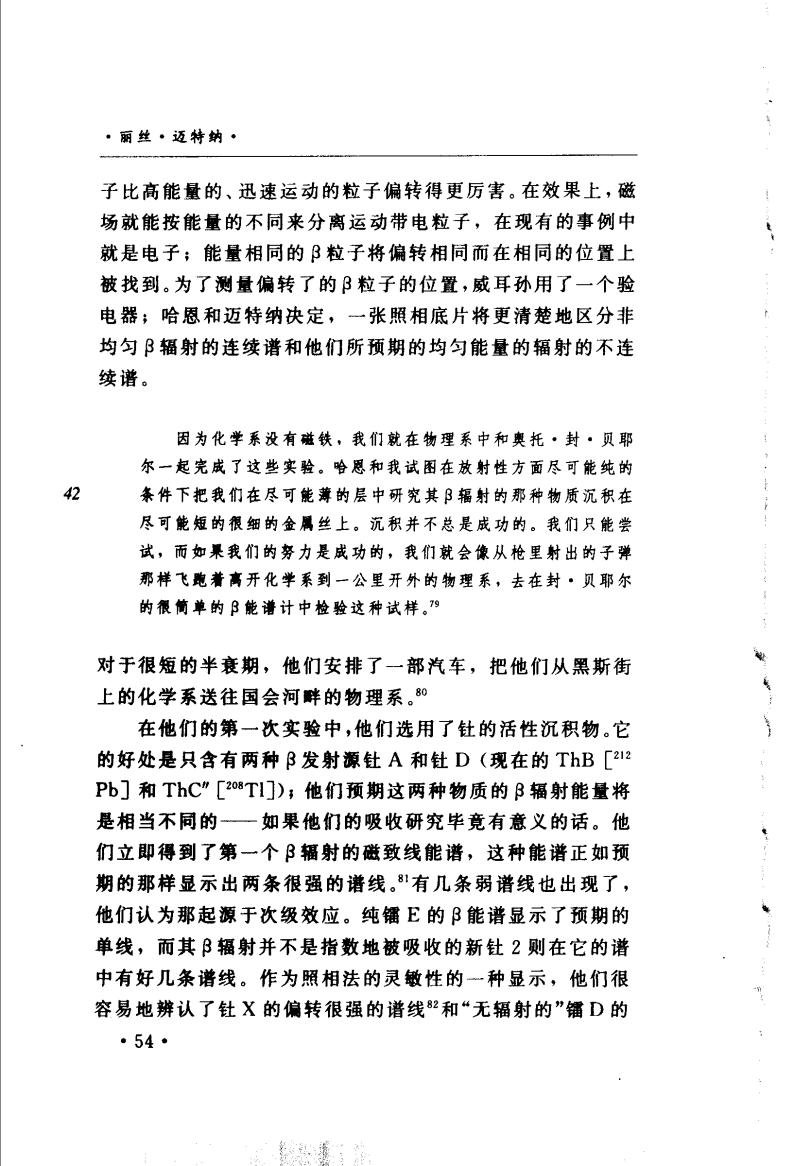 ·丽丝·迈特纳·
子比高能量的、迅速运动的粒子偏转得更厉害。在效果上,磁
场就能按能量的不同来分离运动带电粒子，在现有的事例中
就是电子；能量相同的β粒子将偏转相同而在相同的位置上
被找到。为了测量偏转了的β粒子的位置,威耳孙用了一个验
电器；哈恩和迈特纳决定，一张照相底片将更清楚地区分非
均匀β辐射的连续谱和他们所预期的均匀能量的辐射的不连
续谱。
因为化学系没有磁铁，我们就在物理系中和奥托·封·贝耶
尔一起完成了这些实验。哈恩和我试图在放射性方面尽可能纯的
42 条件下把我们在尽可能薄的层中研究其β辐射的那种物质沉积在
尽可能短的很细的金属丝上。沉积并不总是成功的。我们只能尝
试，而如果我们的努力是成功的，我们就会像从枪里射出的子弹
那样飞跑着离开化学系到一公里开外的物理系，去在封·贝耶尔
的很简单的β能谱计中检验这种试样。⁷⁹
对于很短的半衰期，他们安排了一部汽车，把他们从黑斯街
上的化学系送往国会河畔的物理系。⁸⁰
在他们的第一次实验中,他们选用了钍的活性沉积物。它
的好处是只含有两种β发射源钍 A 和钍 D（现在的 ThB [²¹²
Pb] 和 ThC″ [²⁰⁸Tl]）；他们预期这两种物质的β辐射能量将
是相当不同的——如果他们的吸收研究毕竟有意义的话。他
们立即得到了第一个β辐射的磁致线能谱，这种能谱正如预
期的那样显示出两条很强的谱线。⁸¹有几条弱谱线也出现了，
他们认为那起源于次级效应。纯镭 E 的β能谱显示了预期的
单线，而其β辐射并不是指数地被吸收的新钍 2 则在它的谱
中有好几条谱线。作为照相法的灵敏性的一种显示，他们很
容易地辨认了钍 X 的偏转很强的谱线⁸²和“无辐射的”镭 D 的
·54·